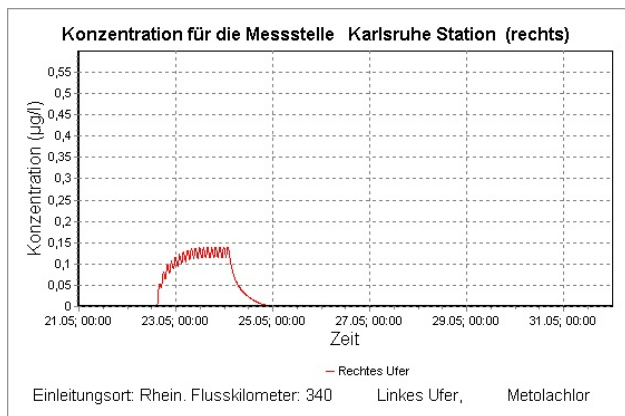 Konzentration für die Messstelle Karlsruhe Station (rechts)
Konzentration (µg/l)
0,55
0,5
0,45
0,4
0,35
0,3
0,25
0,2
0,15
0,1
0,05
0
21.05; 00:00 23.05; 00:00 25.05; 00:00 27.05; 00:00 29.05; 00:00 31.05; 00:00
Zeit
Rechtes Ufer
Einleitungsort: Rhein. Flusskilometer: 340 Linkes Ufer, Metolachlor